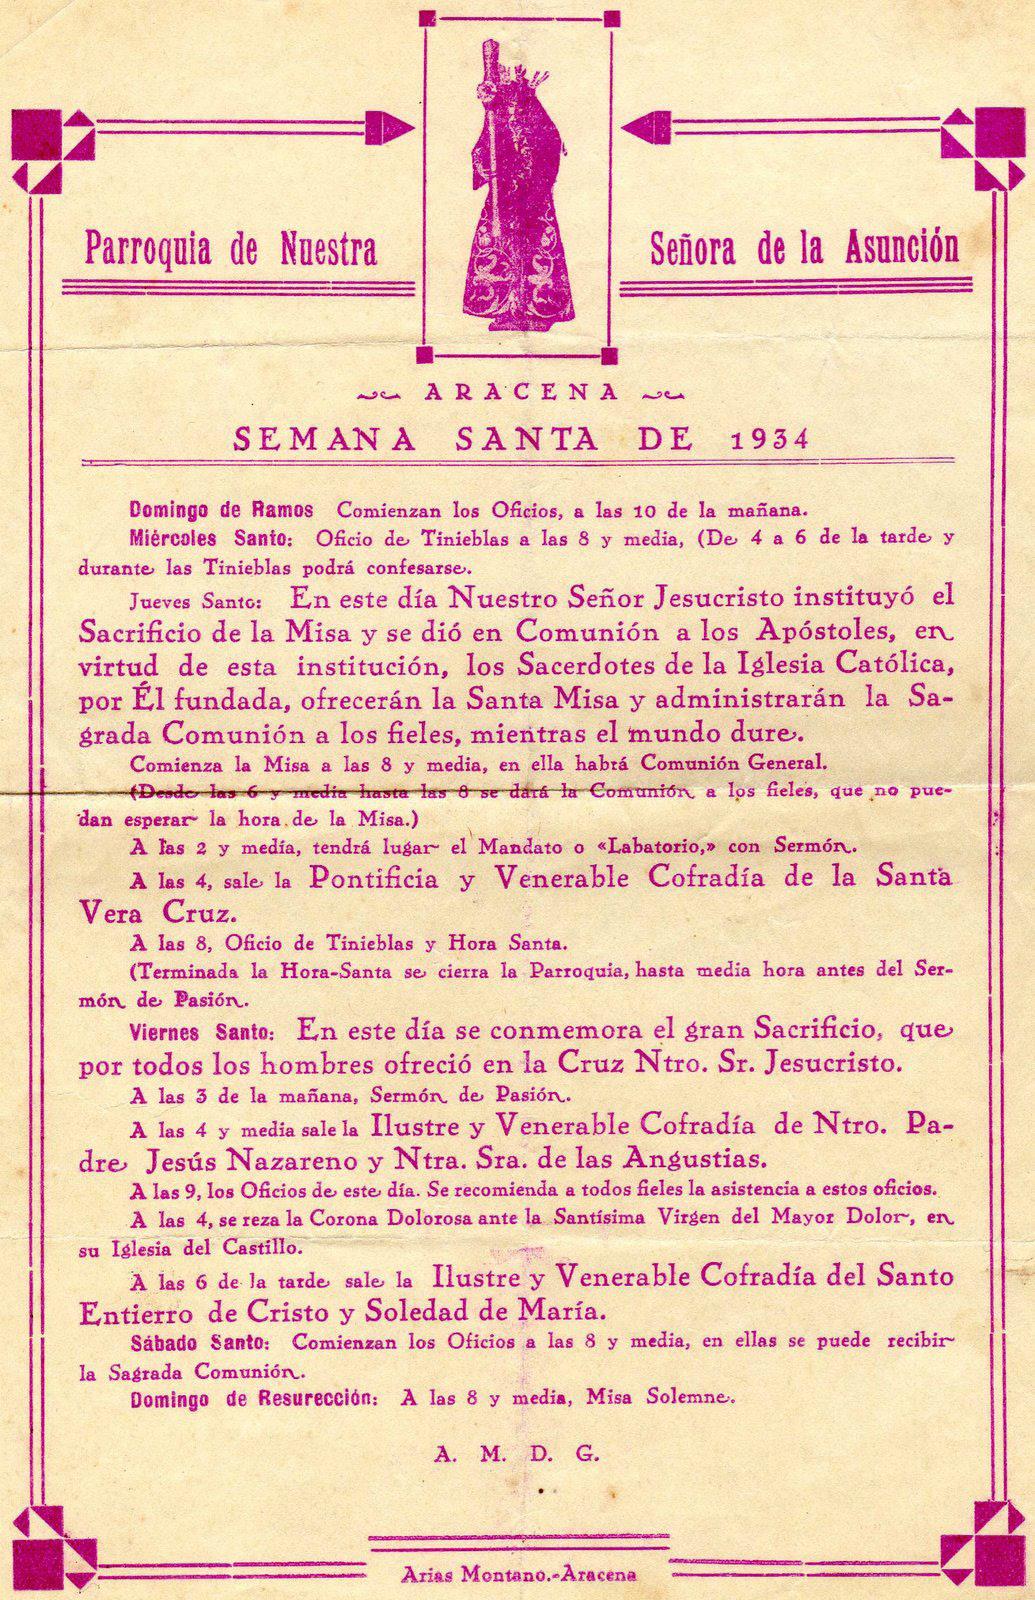 Parroquia de Nuestra Señora de la Asunción
ARACENA
SEMANA SANTA DE 1934
Domingo de Ramos Comienzan los Oficios, a las 10 de la mañana.
Miércoles Santo: Oficio de Tinieblas a las 8 y media, (De 4 a 6 de la tarde y
durante las Tinieblas podrá confesarse.
Jueves Santo: En este día Nuestro Señor Jesucristo instituyó el
Sacrificio de la Misa y se dió en Comunión a los Apóstoles, en
virtud de esta institución, los Sacerdotes de la Iglesia Católica,
por Él fundada, ofrecerán la Santa Misa y administrarán la Sa-
grada Comunión a los fieles, mientras el mundo dure.
Comienza la Misa a las 8 y media, en ella habrá Comunión General.
(Desde las 6 y media hasta las 8 se dará la Comunión a los fieles, que no pue-
dan esperar la hora de la Misa.)
A las 2 y media, tendrá lugar el Mandato o «Labatorio,» con Sermón.
A las 4, sale la Pontificia y Venerable Cofradía de la Santa
Vera Cruz.
A las 8, Oficio de Tinieblas y Hora Santa.
(Terminada la Hora-Santa se cierra la Parroquia, hasta media hora antes del Ser-
món de Pasión.
Viernes Santo: En este día se conmemora el gran Sacrificio, que
por todos los hombres ofreció en la Cruz Ntro. Sr. Jesucristo.
A las 3 de la mañana, Sermón de Pasión.
A las 4 y media sale la Ilustre y Venerable Cofradía de Ntro. Pa-
dre Jesús Nazareno y Ntra. Sra. de las Angustias.
A las 9, los Oficios de este día. Se recomienda a todos fieles la asistencia a estos oficios.
A las 4, se reza la Corona Dolorosa ante la Santísima Virgen del Mayor Dolor, en
su Iglesia del Castillo.
A las 6 de la tarde sale la Ilustre y Venerable Cofradía del Santo
Entierro de Cristo y Soledad de María.
Sábado Santo: Comienzan los Oficios a las 8 y media, en ellas se puede recibir
la Sagrada Comunión.
Domingo de Resurección: A las 8 y media, Misa Solemne.
A. M. D. G.
Arias Montano.-Aracena